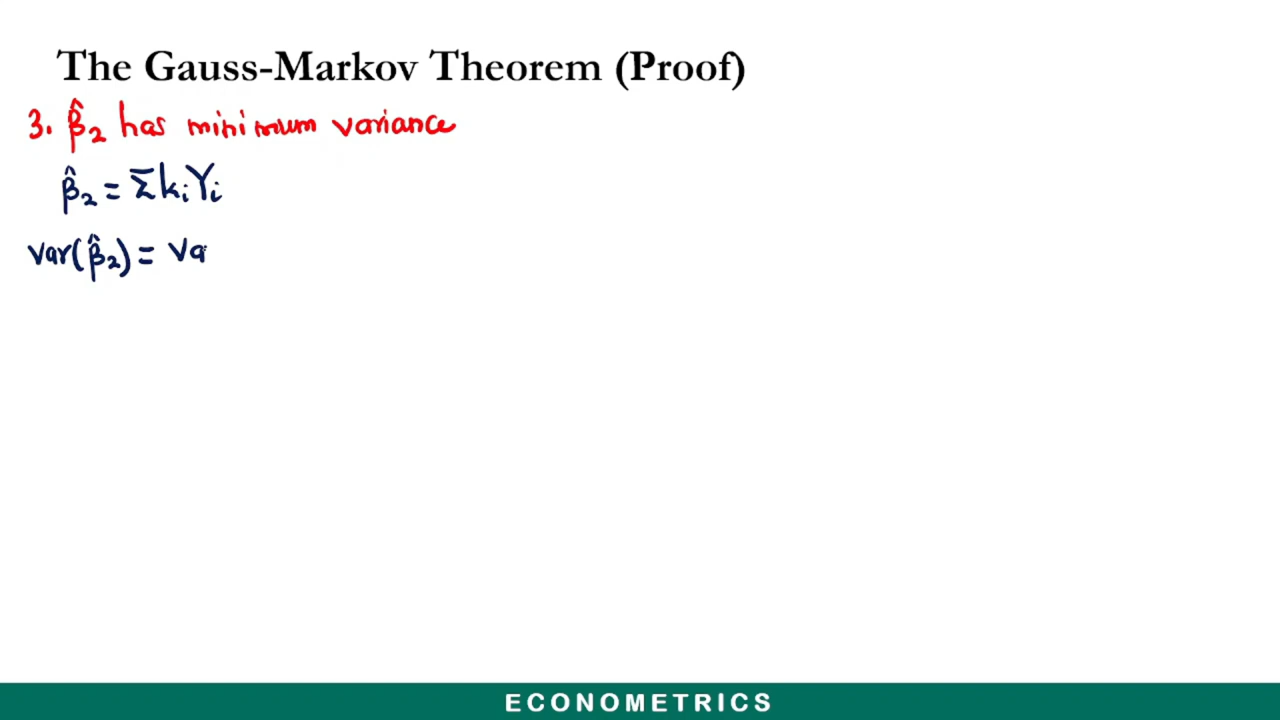 The Gauss-Markov Theorem (Proof)
3. β̂₂ has minimum variance
β̂₂ = ΣkᵢYᵢ
var(β̂₂) = va
ECONOMETRICS